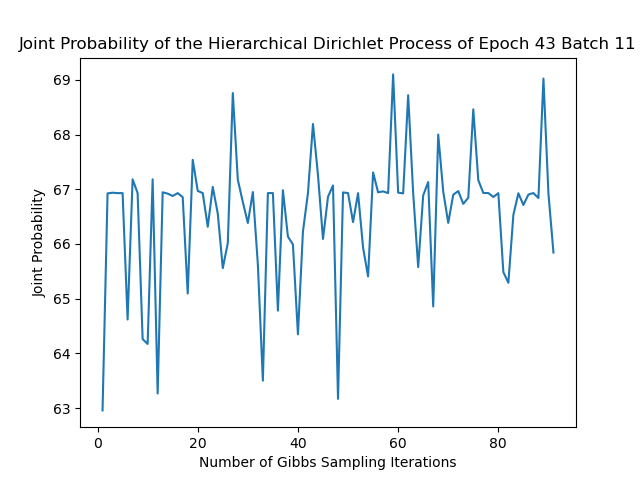 Joint Probability of the Hierarchical Dirichlet Process of Epoch 43 Batch 11
69
68
67
66
65
64
63
Joint Probability
0 20 40 60 80
Number of Gibbs Sampling Iterations